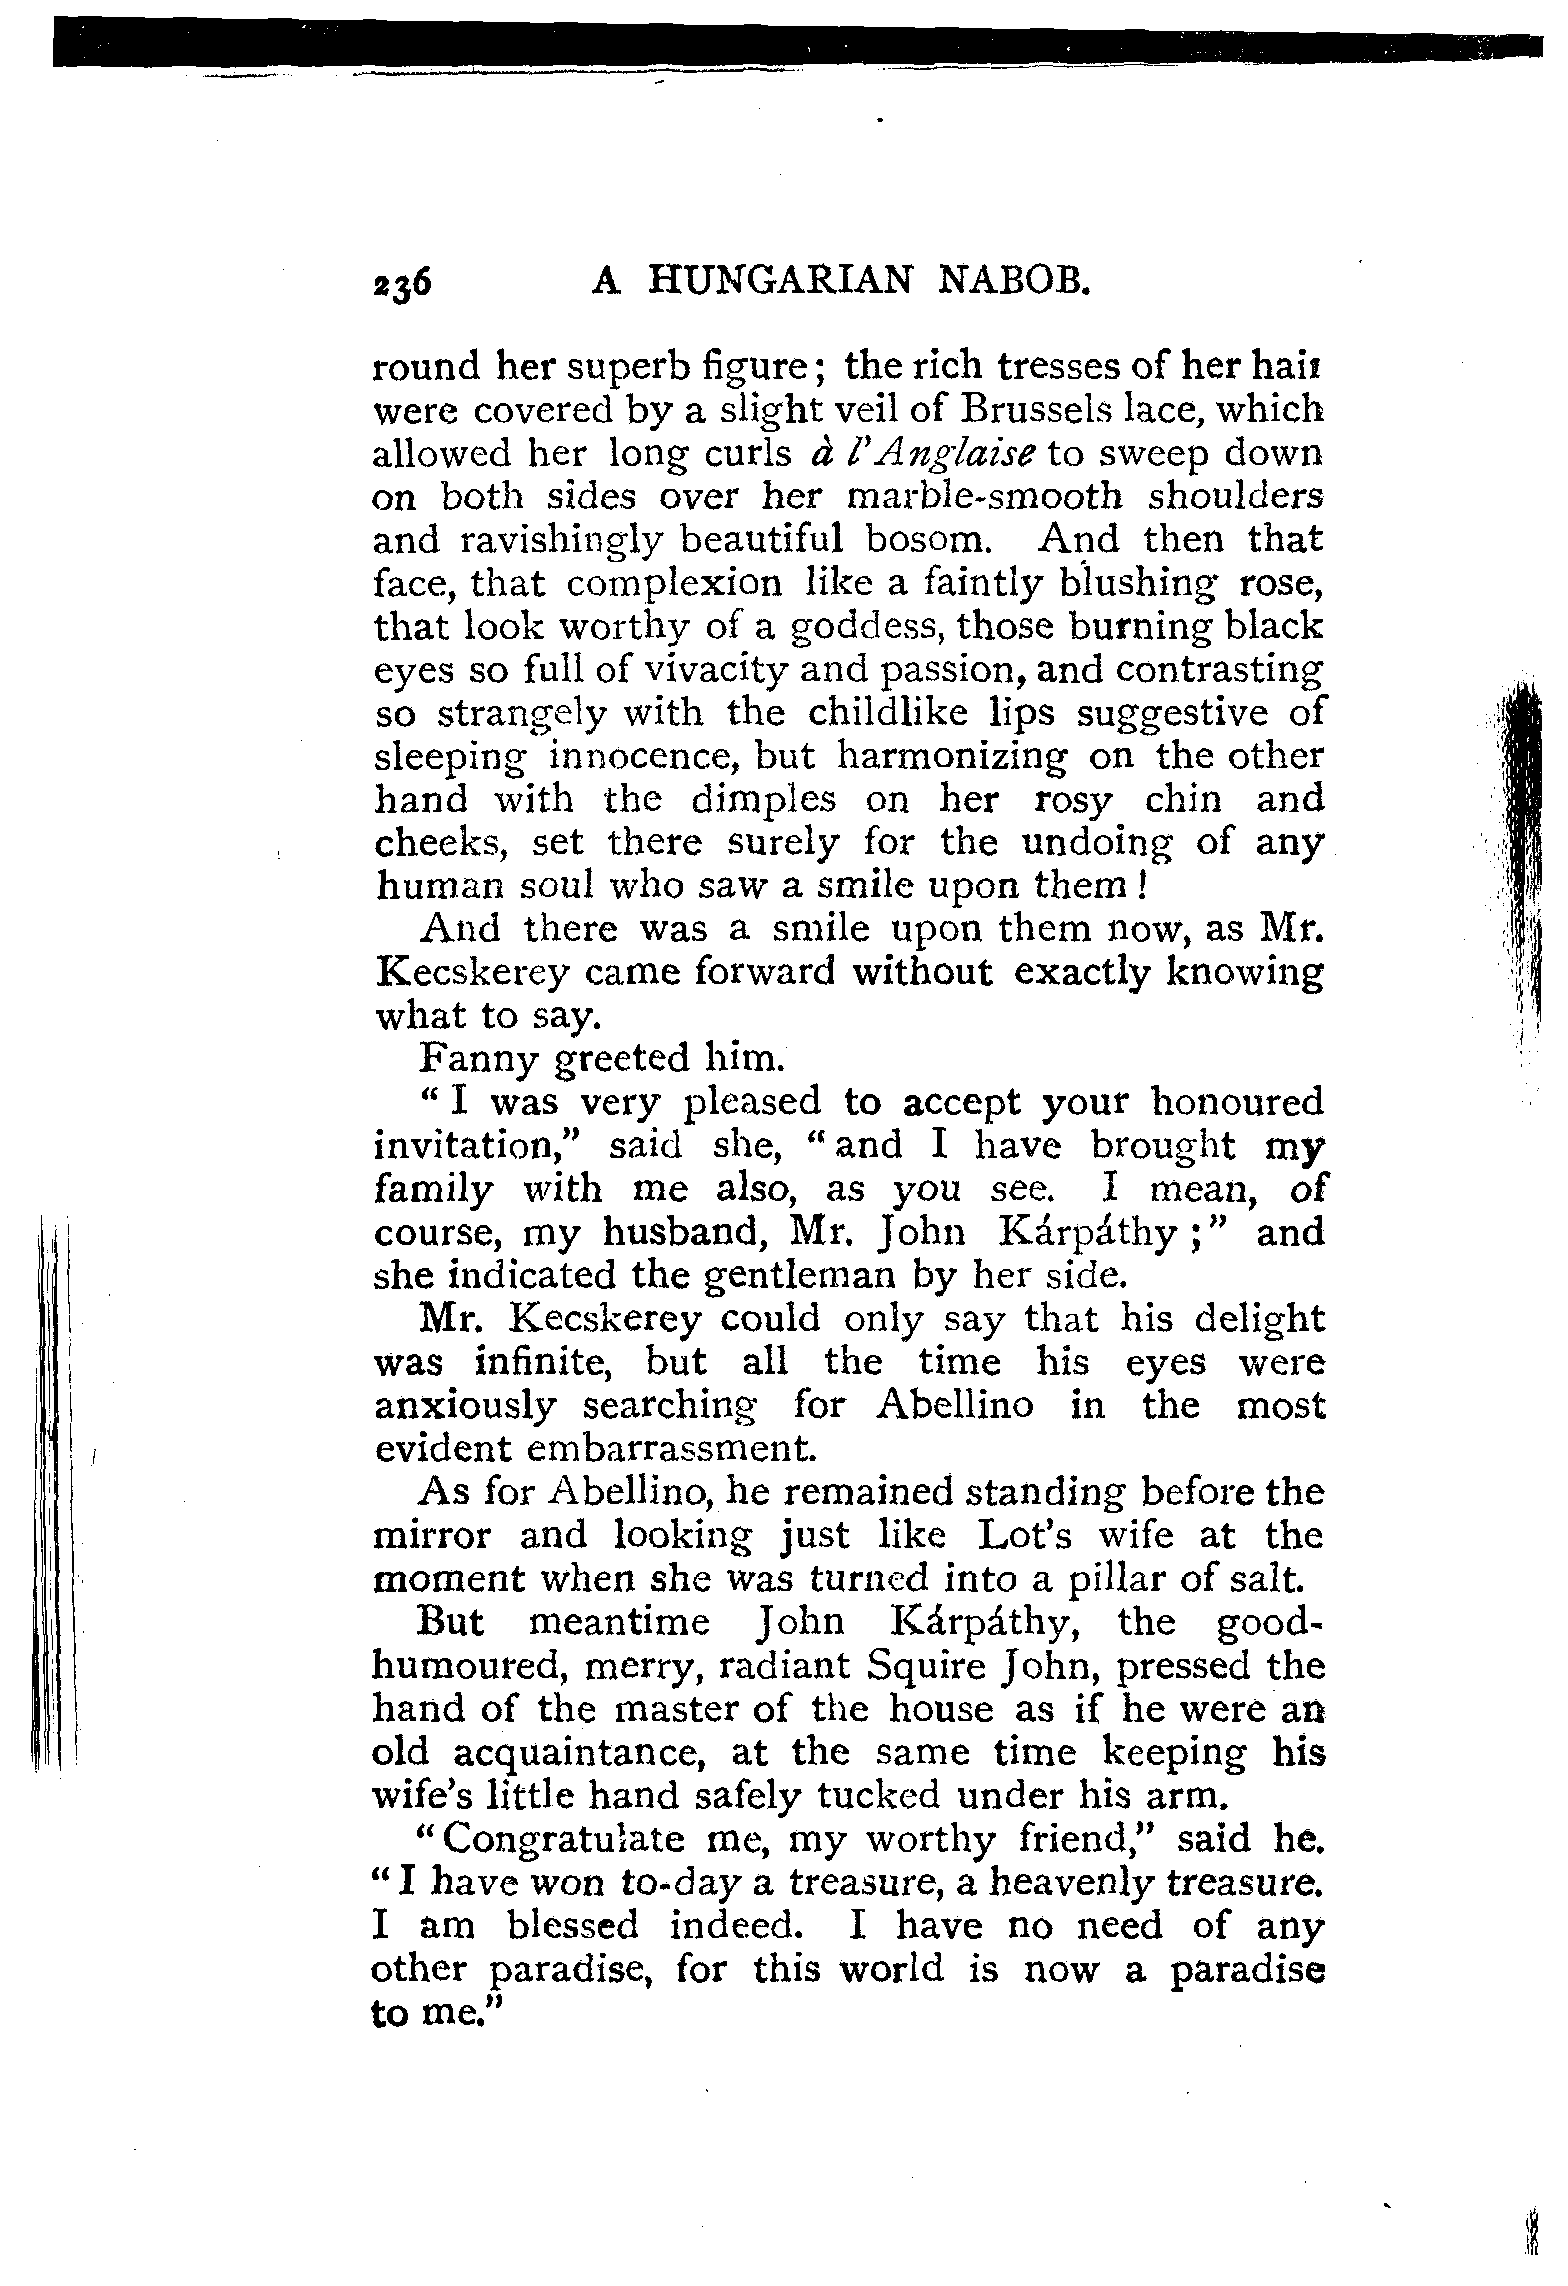 236 A HUNGARIAN NABOB.
round her superb figure; the rich tresses of her hair
were covered by a slight veil of Brussels lace, which
allowed her long curls à l'Anglaise to sweep down
on both sides over her marble-smooth shoulders
and ravishingly beautiful bosom. And then that
face, that complexion like a faintly blushing rose,
that look worthy of a goddess, those burning black
eyes so full of vivacity and passion, and contrasting
so strangely with the childlike lips suggestive of
sleeping innocence, but harmonizing on the other
hand with the dimples on her rosy chin and
cheeks, set there surely for the undoing of any
human soul who saw a smile upon them!
And there was a smile upon them now, as Mr.
Kecskerey came forward without exactly knowing
what to say.
Fanny greeted him.
"I was very pleased to accept your honoured
invitation," said she, "and I have brought my
family with me also, as you see. I mean, of
course, my husband, Mr. John Kárpáthy;" and
she indicated the gentleman by her side.
Mr. Kecskerey could only say that his delight
was infinite, but all the time his eyes were
anxiously searching for Abellino in the most
evident embarrassment.
As for Abellino, he remained standing before the
mirror and looking just like Lot's wife at the
moment when she was turned into a pillar of salt.
But meantime John Kárpáthy, the good-
humoured, merry, radiant Squire John, pressed the
hand of the master of the house as if he were an
old acquaintance, at the same time keeping his
wife's little hand safely tucked under his arm.
"Congratulate me, my worthy friend," said he.
"I have won to-day a treasure, a heavenly treasure.
I am blessed indeed. I have no need of any
other paradise, for this world is now a paradise
to me."